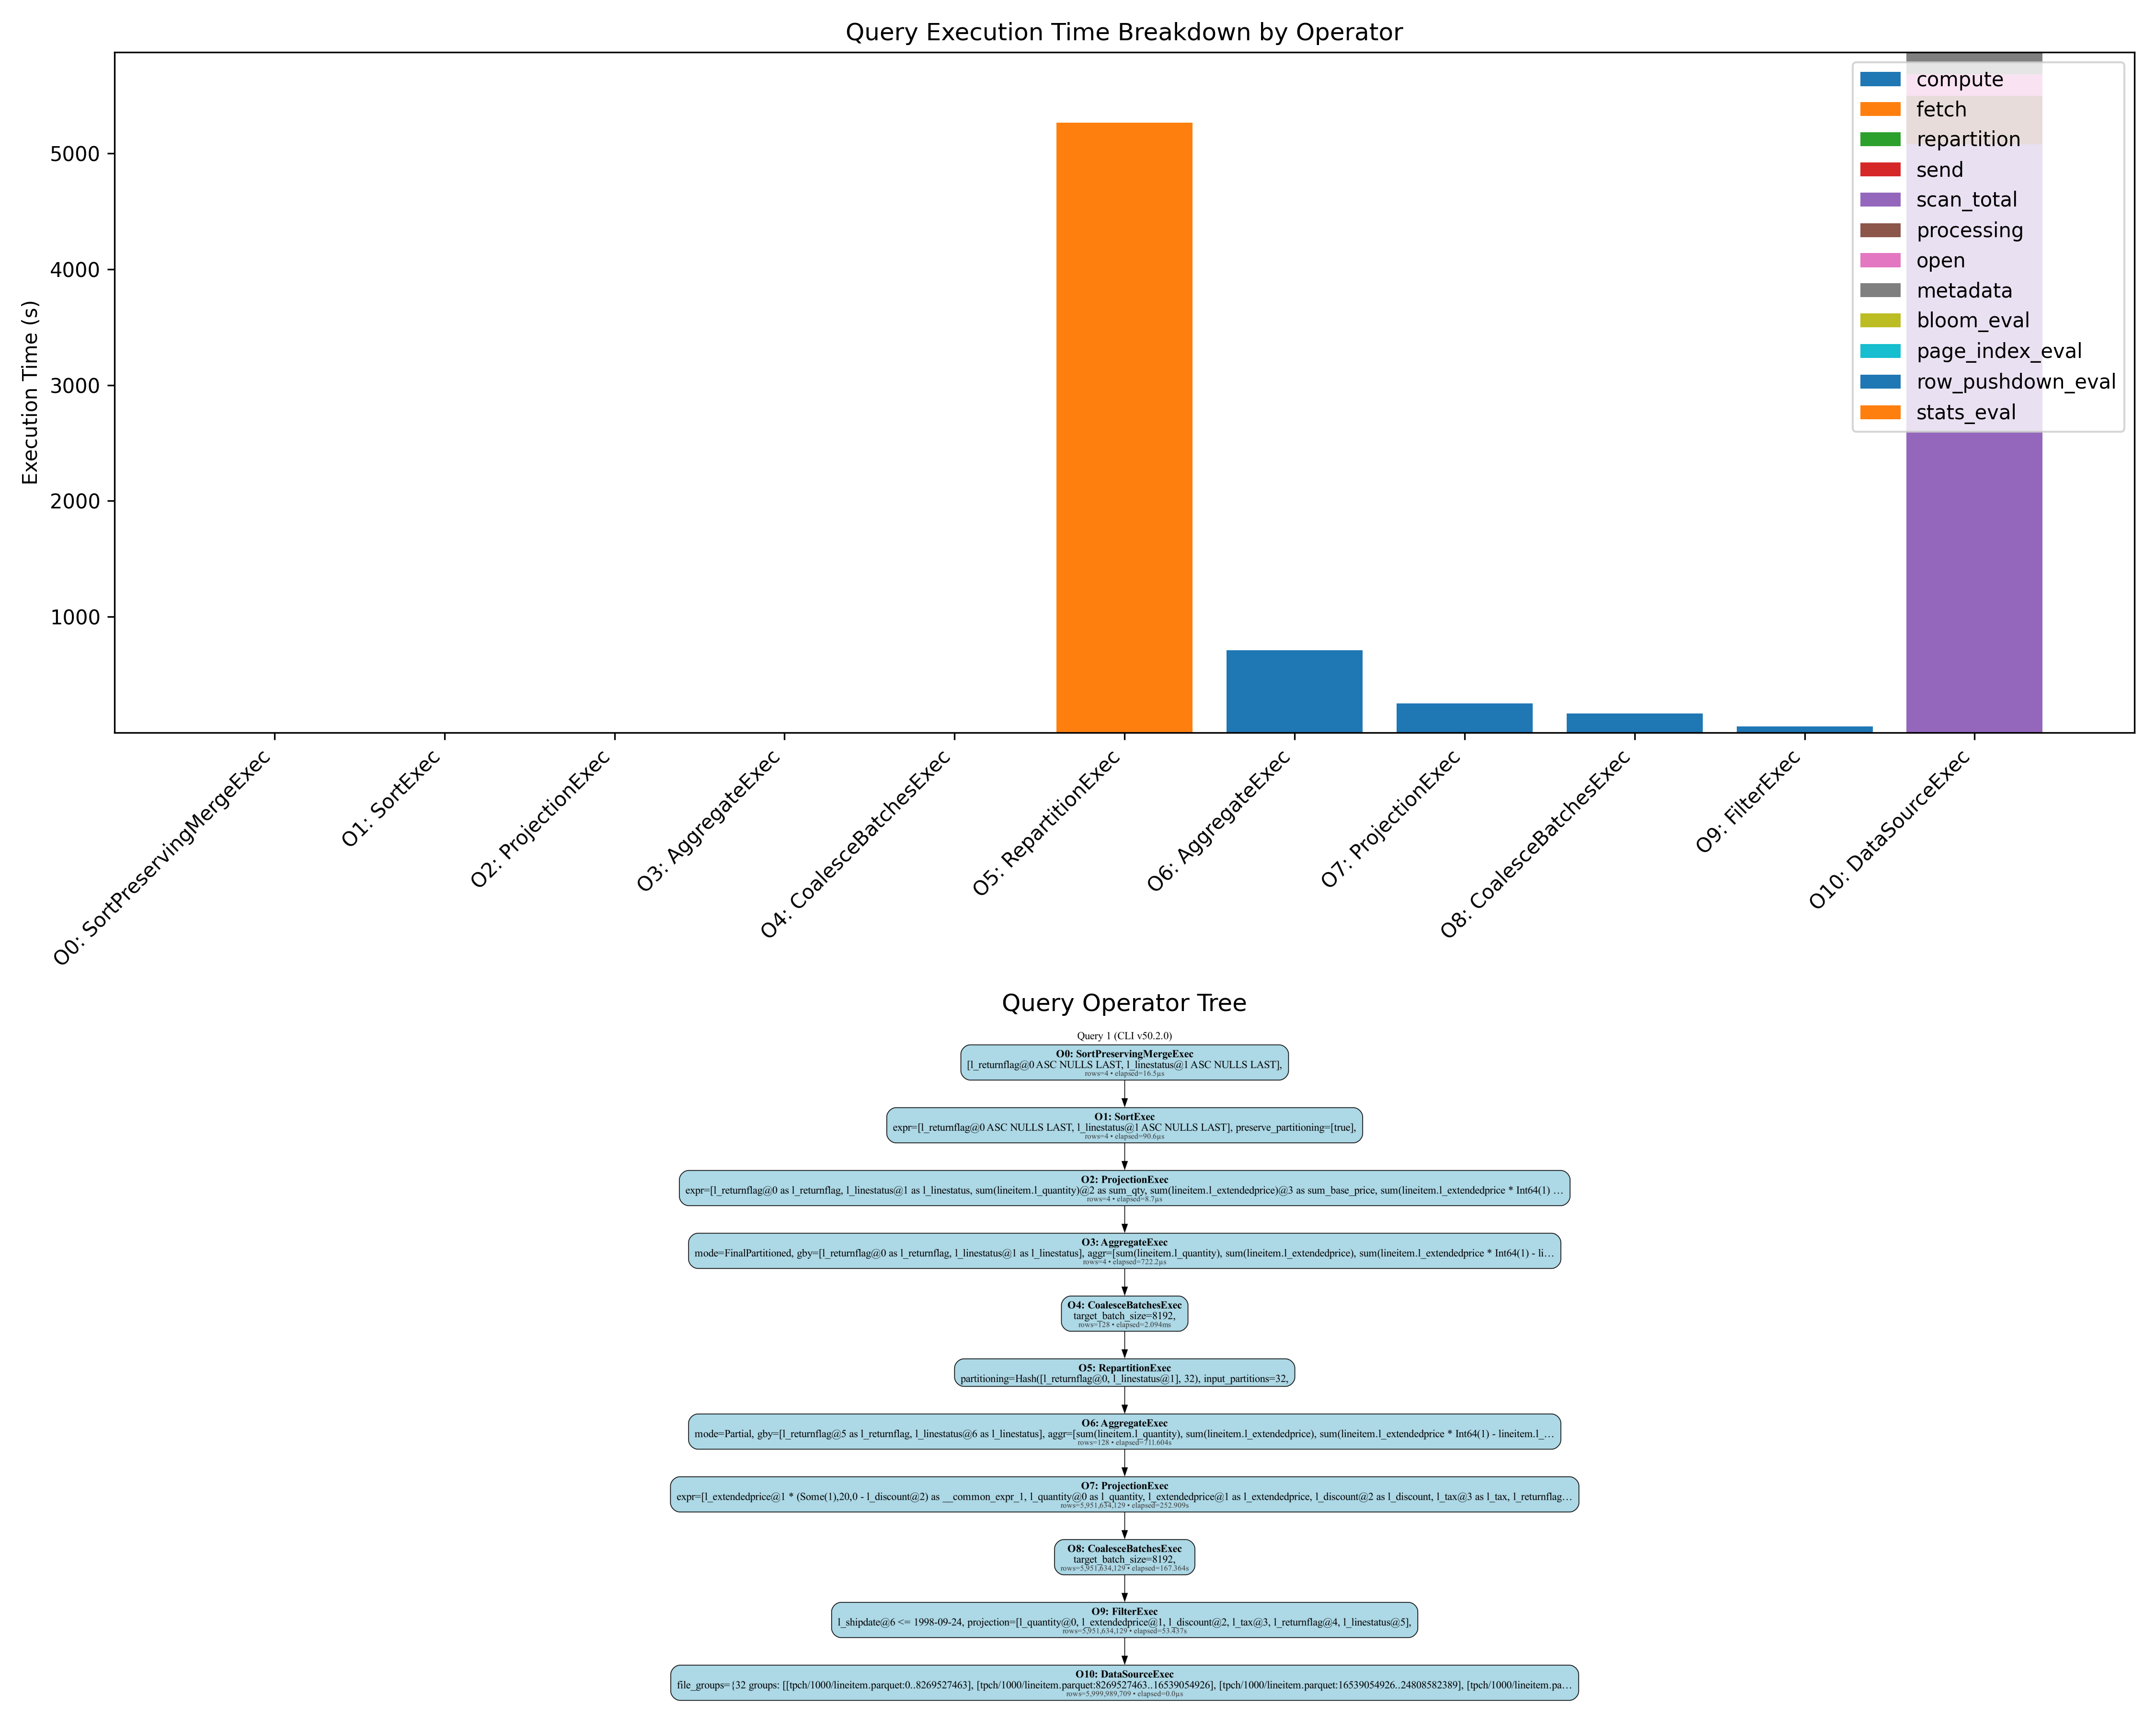 Query Execution Time Breakdown by Operator
Execution Time (s)
5000
4000
3000
2000
1000
compute
fetch
repartition
send
scan_total
processing
open
metadata
bloom_eval
page_index_eval
row_pushdown_eval
stats_eval
O0: SortPreservingMergeExec
O1: SortExec
O2: ProjectionExec
O3: AggregateExec
O4: CoalesceBatchesExec
O5: RepartitionExec
O6: AggregateExec
O7: ProjectionExec
O8: CoalesceBatchesExec
O9: FilterExec
O10: DataSourceExec
Query Operator Tree
Query 1 (CLI v50.2.0)
O0: SortPreservingMergeExec
[l_returnflag@0 ASC NULLS LAST, l_linestatus@1 ASC NULLS LAST],
rows=4 • elapsed=16.5µs
O1: SortExec
expr=[l_returnflag@0 ASC NULLS LAST, l_linestatus@1 ASC NULLS LAST], preserve_partitioning=[true],
rows=4 • elapsed=90.6µs
O2: ProjectionExec
expr=[l_returnflag@0 as l_returnflag, l_linestatus@1 as l_linestatus, sum(lineitem.l_quantity)@2 as sum_qty, sum(lineitem.l_extendedprice)@3 as sum_base_price, sum(lineitem.l_extendedprice * Int64(1) …
rows=4 • elapsed=8.7µs
O3: AggregateExec
mode=FinalPartitioned, gby=[l_returnflag@0 as l_returnflag, l_linestatus@1 as l_linestatus], aggr=[sum(lineitem.l_quantity), sum(lineitem.l_extendedprice), sum(lineitem.l_extendedprice * Int64(1) - li…
rows=4 • elapsed=722.2µs
O4: CoalesceBatchesExec
target_batch_size=8192,
rows=128 • elapsed=2.094ms
O5: RepartitionExec
partitioning=Hash([l_returnflag@0, l_linestatus@1], 32), input_partitions=32,
O6: AggregateExec
mode=Partial, gby=[l_returnflag@5 as l_returnflag, l_linestatus@6 as l_linestatus], aggr=[sum(lineitem.l_quantity), sum(lineitem.l_extendedprice), sum(lineitem.l_extendedprice * Int64(1) - lineitem.l_…
rows=128 • elapsed=711.604s
O7: ProjectionExec
expr=[l_extendedprice@1 * (Some(1),20,0 - l_discount@2) as __common_expr_1, l_quantity@0 as l_quantity, l_extendedprice@1 as l_extendedprice, l_discount@2 as l_discount, l_tax@3 as l_tax, l_returnflag…
rows=5,951,634,129 • elapsed=252.909s
O8: CoalesceBatchesExec
target_batch_size=8192,
rows=5,951,634,129 • elapsed=167.364s
O9: FilterExec
l_shipdate@6 <= 1998-09-24, projection=[l_quantity@0, l_extendedprice@1, l_discount@2, l_tax@3, l_returnflag@4, l_linestatus@5],
rows=5,951,634,129 • elapsed=53.437s
O10: DataSourceExec
file_groups={32 groups: [[tpch/1000/lineitem.parquet:0..8269527463], [tpch/1000/lineitem.parquet:8269527463..16539054926], [tpch/1000/lineitem.parquet:16539054926..24808582389], [tpch/1000/lineitem.pa…
rows=5,999,989,709 • elapsed=0.0µs